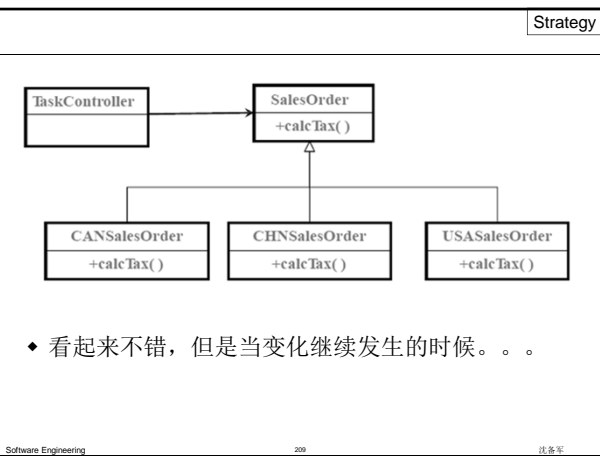 Strategy
TaskController
SalesOrder
+calcTax( )
CANSalesOrder
+calcTax( )
CHNSalesOrder
+calcTax( )
USASalesOrder
+calcTax( )
◆ 看起来不错，但是当变化继续发生的时候。。。
Software Engineering
209
沈备军